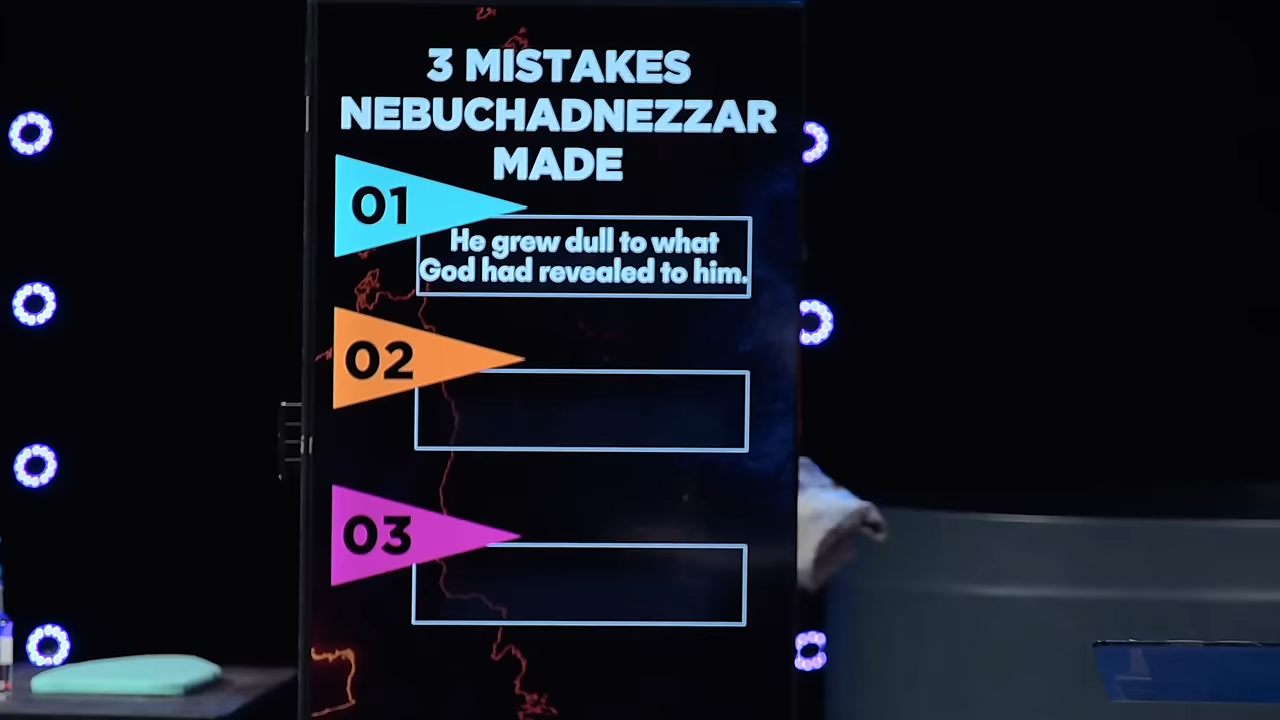 3 MISTAKES
NEBUCHADNEZZAR
MADE
01
He grew dull to what
God had revealed to him.
02
03